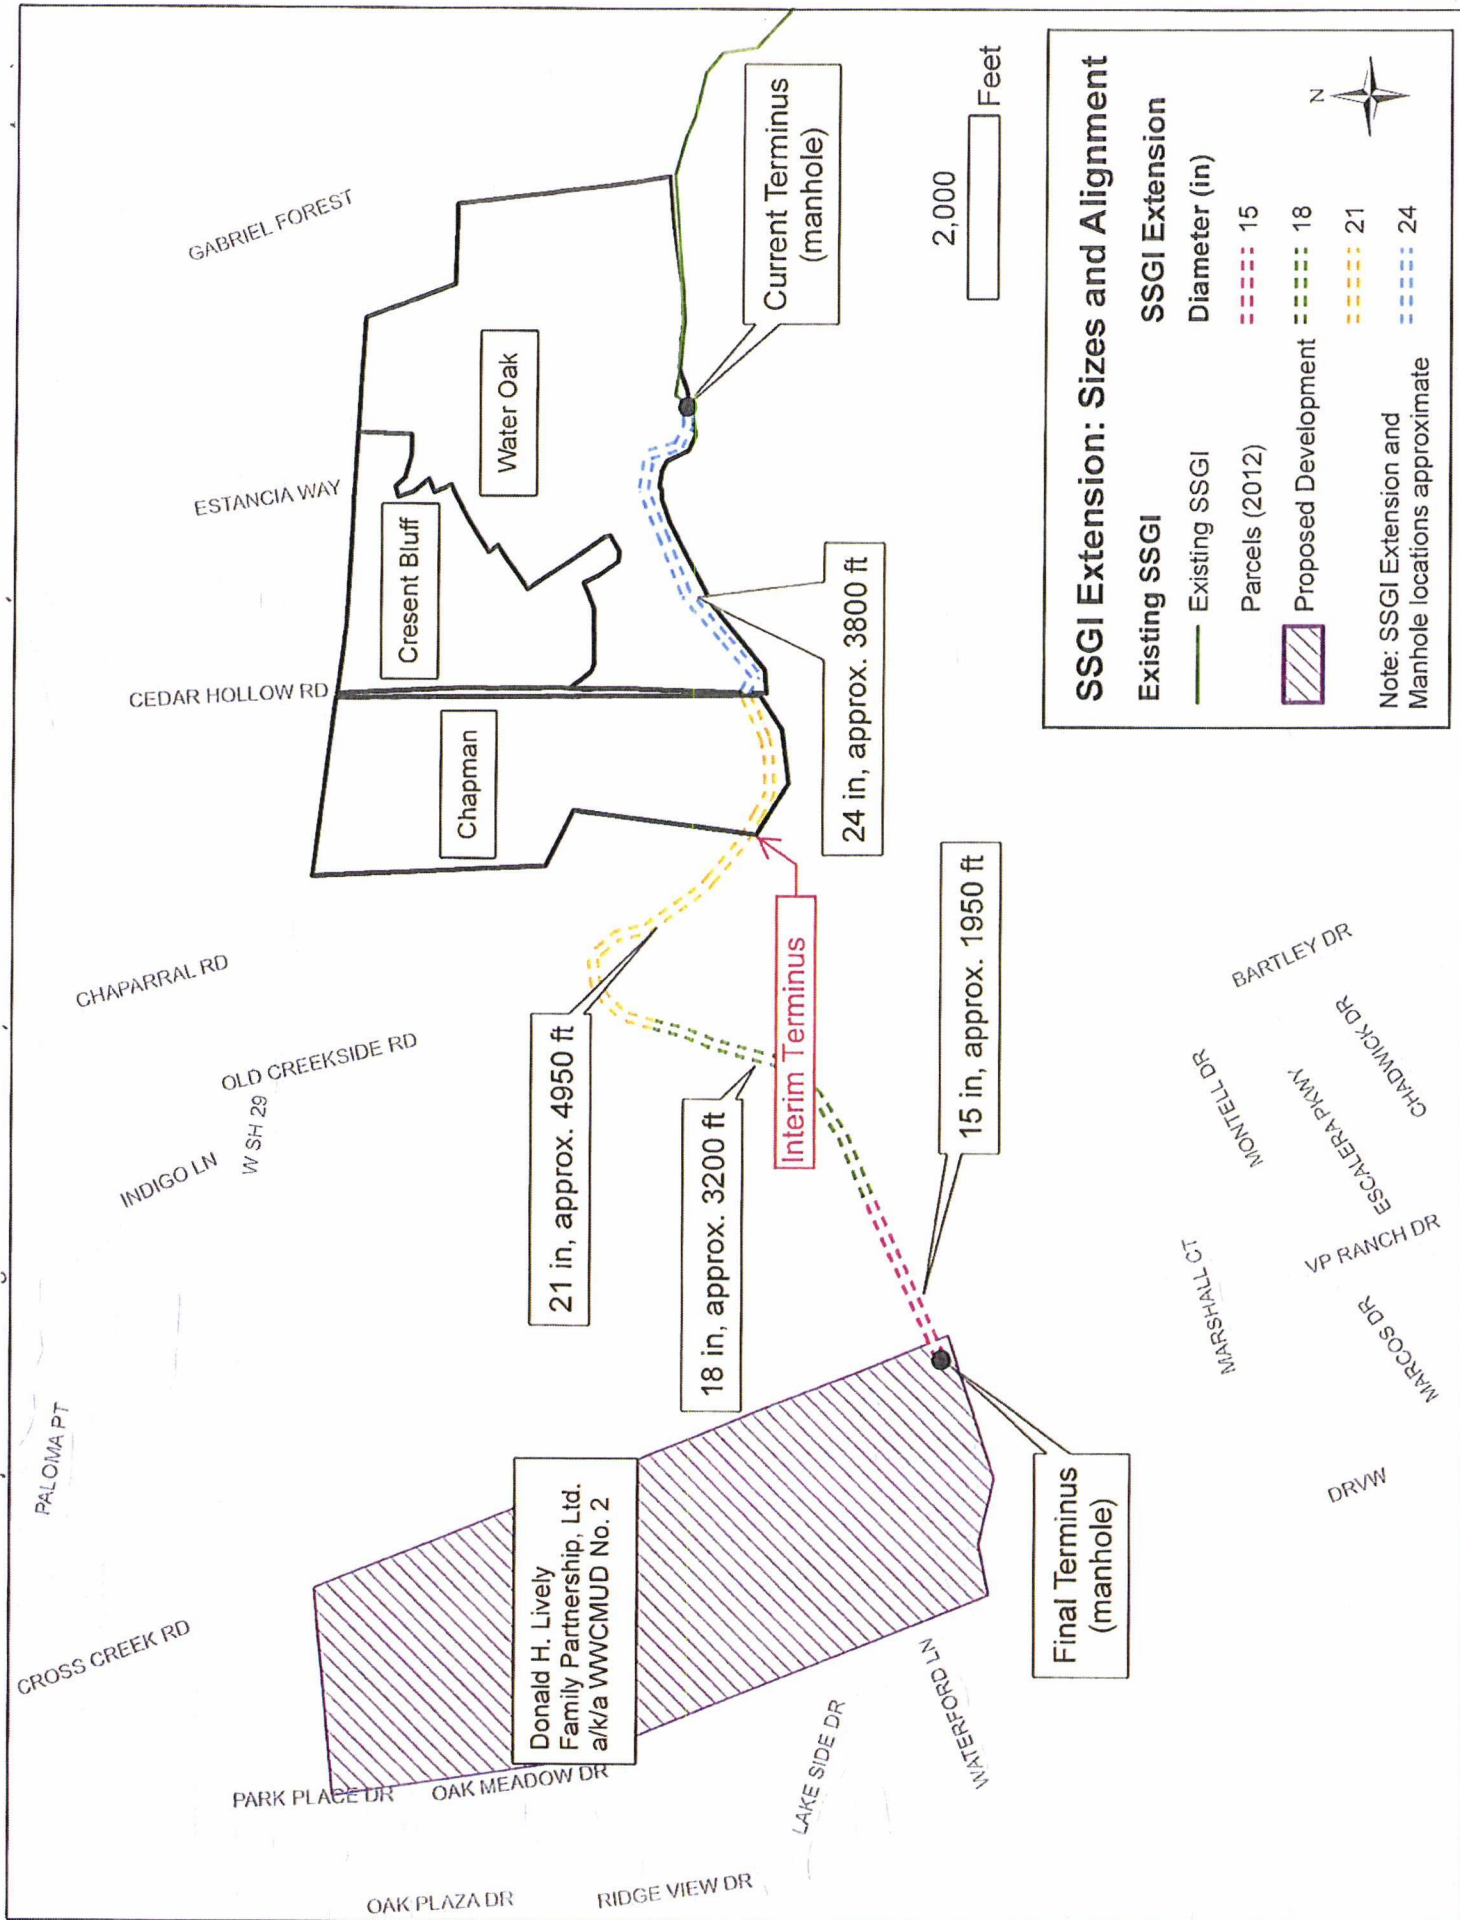 GABRIEL FOREST
ESTANCIA WAY
CEDAR HOLLOW RD
CHAPARRAL RD
OLD CREEKSIDE RD
W SH 29
INDIGO LN
PALOMA PT
CROSS CREEK RD
PARK PLACE DR
OAK MEADOW DR
OAK PLAZA DR
RIDGE VIEW DR
LAKE SIDE DR
WATERFORD LN
Water Oak
Cresent Bluff
Chapman
Current Terminus
(manhole)
24 in, approx. 3800 ft
Interim Terminus
21 in, approx. 4950 ft
18 in, approx. 3200 ft
15 in, approx. 1950 ft
Donald H. Lively
Family Partnership, Ltd.
a/k/a WWCMUD No. 2
Final Terminus
(manhole)
BARTLEY DR
CHADWICK DR
MONTELL DR
ESCALERA PKWY
VP RANCH DR
MARSHALL CT
MARCOS DR
DRVW
2,000
Feet
SSGI Extension: Sizes and Alignment
Existing SSGI
Existing SSGI
Parcels (2012)
Proposed Development
Note: SSGI Extension and
Manhole locations approximate
SSGI Extension
Diameter (in)
15
18
21
24
N